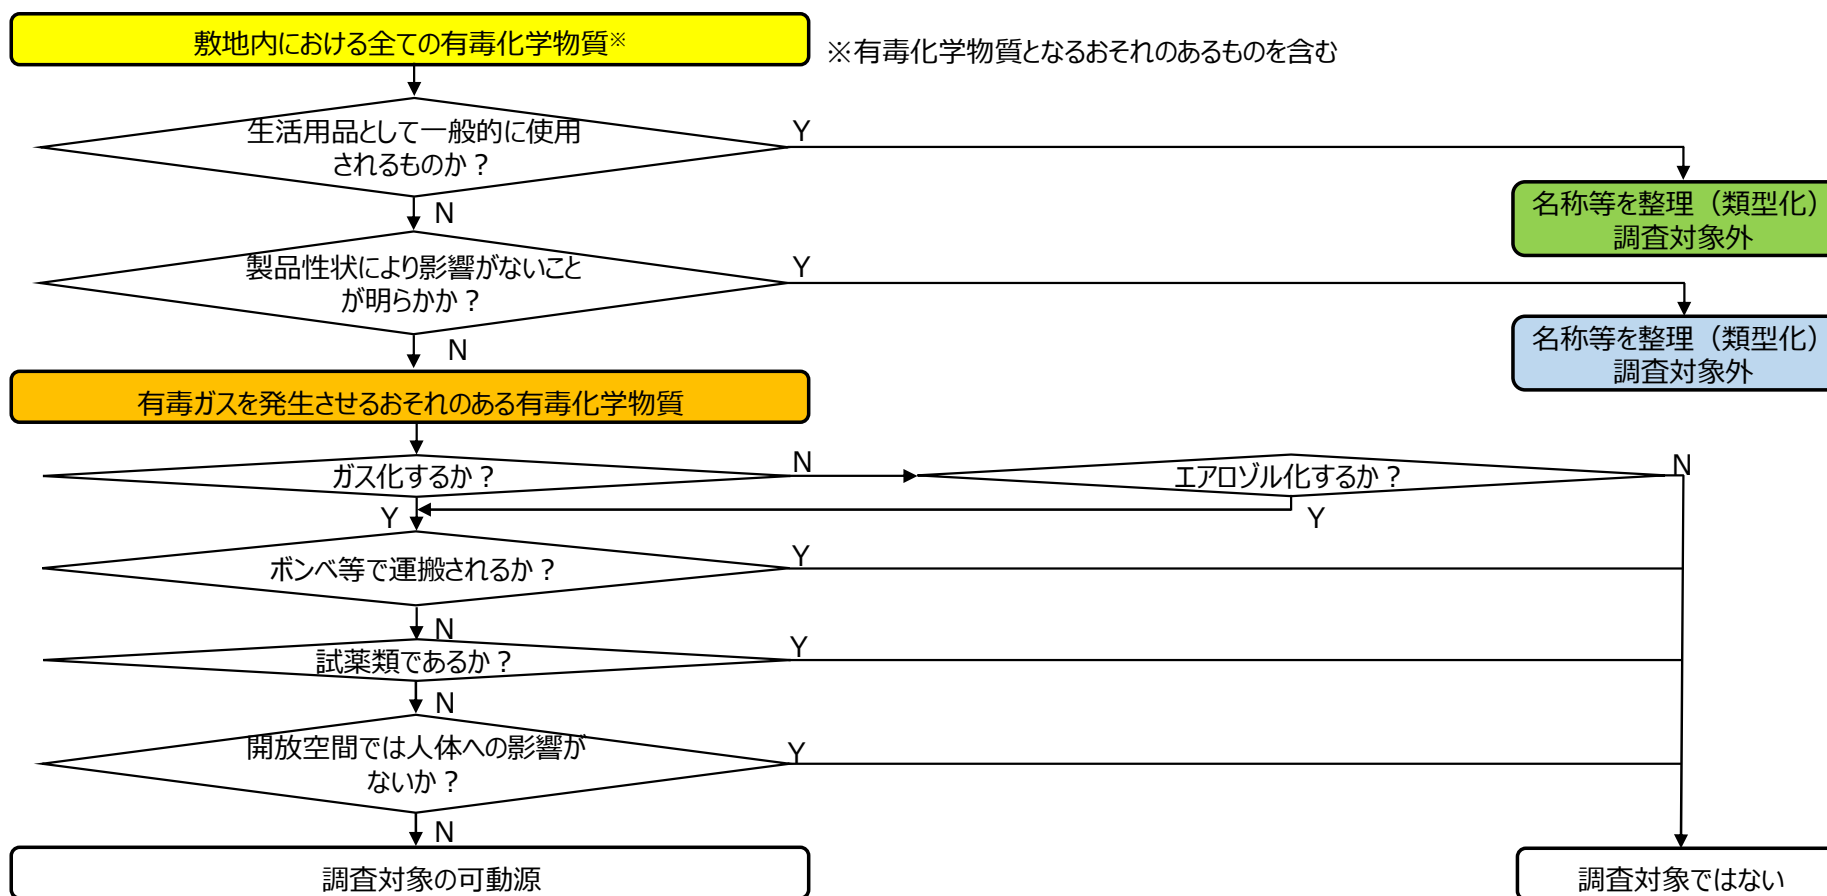 敷地内における全ての有毒化学物質※
※有毒化学物質となるおそれのあるものを含む
生活用品として一般的に使用
されるものか？
Y
N
名称等を整理（類型化）
調査対象外
製品性状により影響がないこと
が明らかか？
Y
N
名称等を整理（類型化）
調査対象外
有毒ガスを発生させるおそれのある有毒化学物質
ガス化するか？
N
エアロゾル化するか？
N
Y
Y
ボンベ等で運搬されるか？
Y
N
試薬類であるか？
Y
N
開放空間では人体への影響が
ないか？
Y
N
調査対象の可動源
調査対象ではない